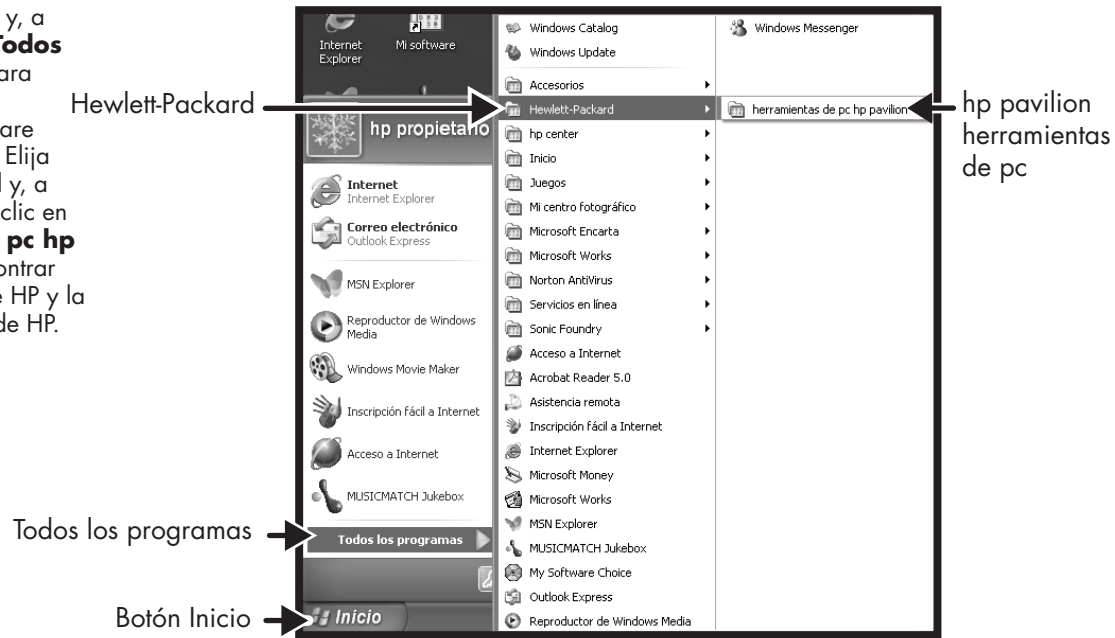 y, a
Todos
ara
are
Elija
l y, a
clic en
pc hp
ontrar
e HP y la
de HP.
Hewlett-Packard
Todos los programas
Botón Inicio
Internet
Explorer
Mi software
hp propietario
Internet
Internet Explorer
Correo electrónico
Outlook Express
MSN Explorer
Reproductor de Windows
Media
Windows Movie Maker
Inscripción fácil a Internet
Acceso a Internet
MUSICMATCH Jukebox
Todos los programas
Inicio
Windows Catalog
Windows Update
Accesorios
Hewlett-Packard
hp center
Inicio
Juegos
Mi centro fotográfico
Microsoft Encarta
Microsoft Works
Norton AntiVirus
Servicios en línea
Sonic Foundry
Acceso a Internet
Acrobat Reader 5.0
Asistencia remota
Inscripción fácil a Internet
Internet Explorer
Microsoft Money
Microsoft Works
MSN Explorer
MUSICMATCH Jukebox
My Software Choice
Outlook Express
Reproductor de Windows Media
Windows Messenger
herramientas de pc hp pavilion
hp pavilion
herramientas
de pc